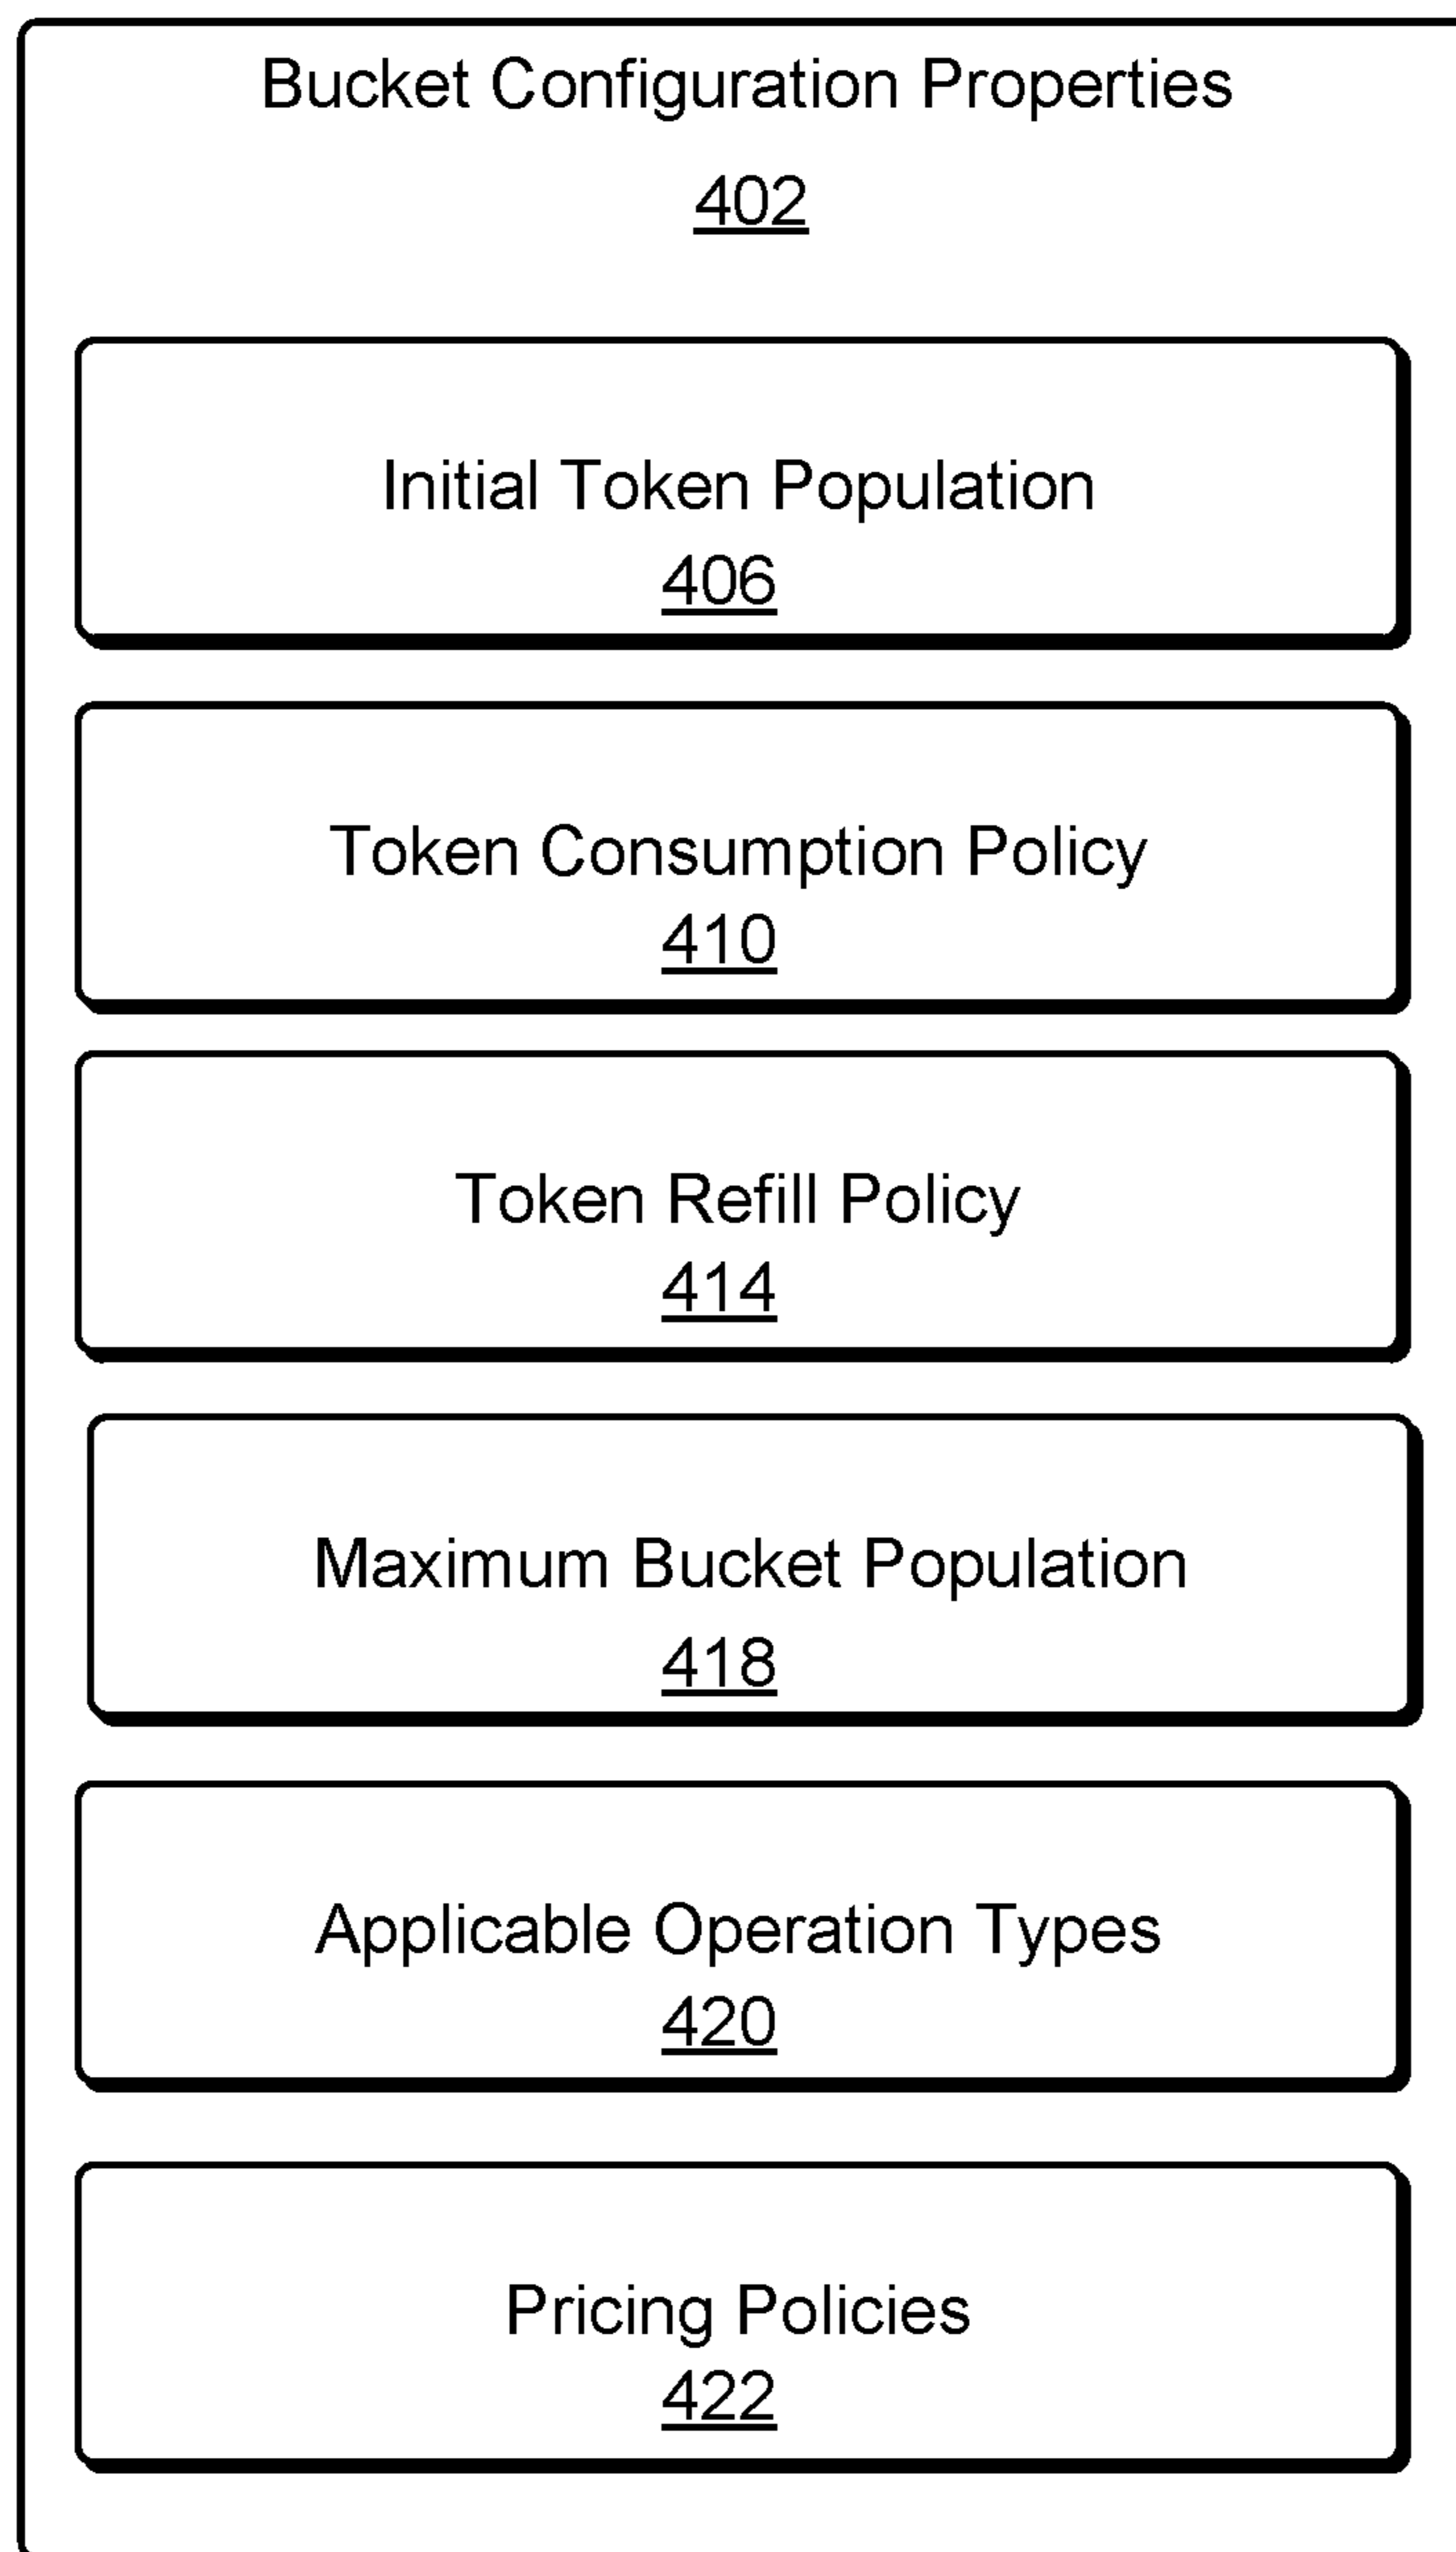 Bucket Configuration Properties
402
Initial Token Population
406
Token Consumption Policy
410
Token Refill Policy
414
Maximum Bucket Population
418
Applicable Operation Types
420
Pricing Policies
422